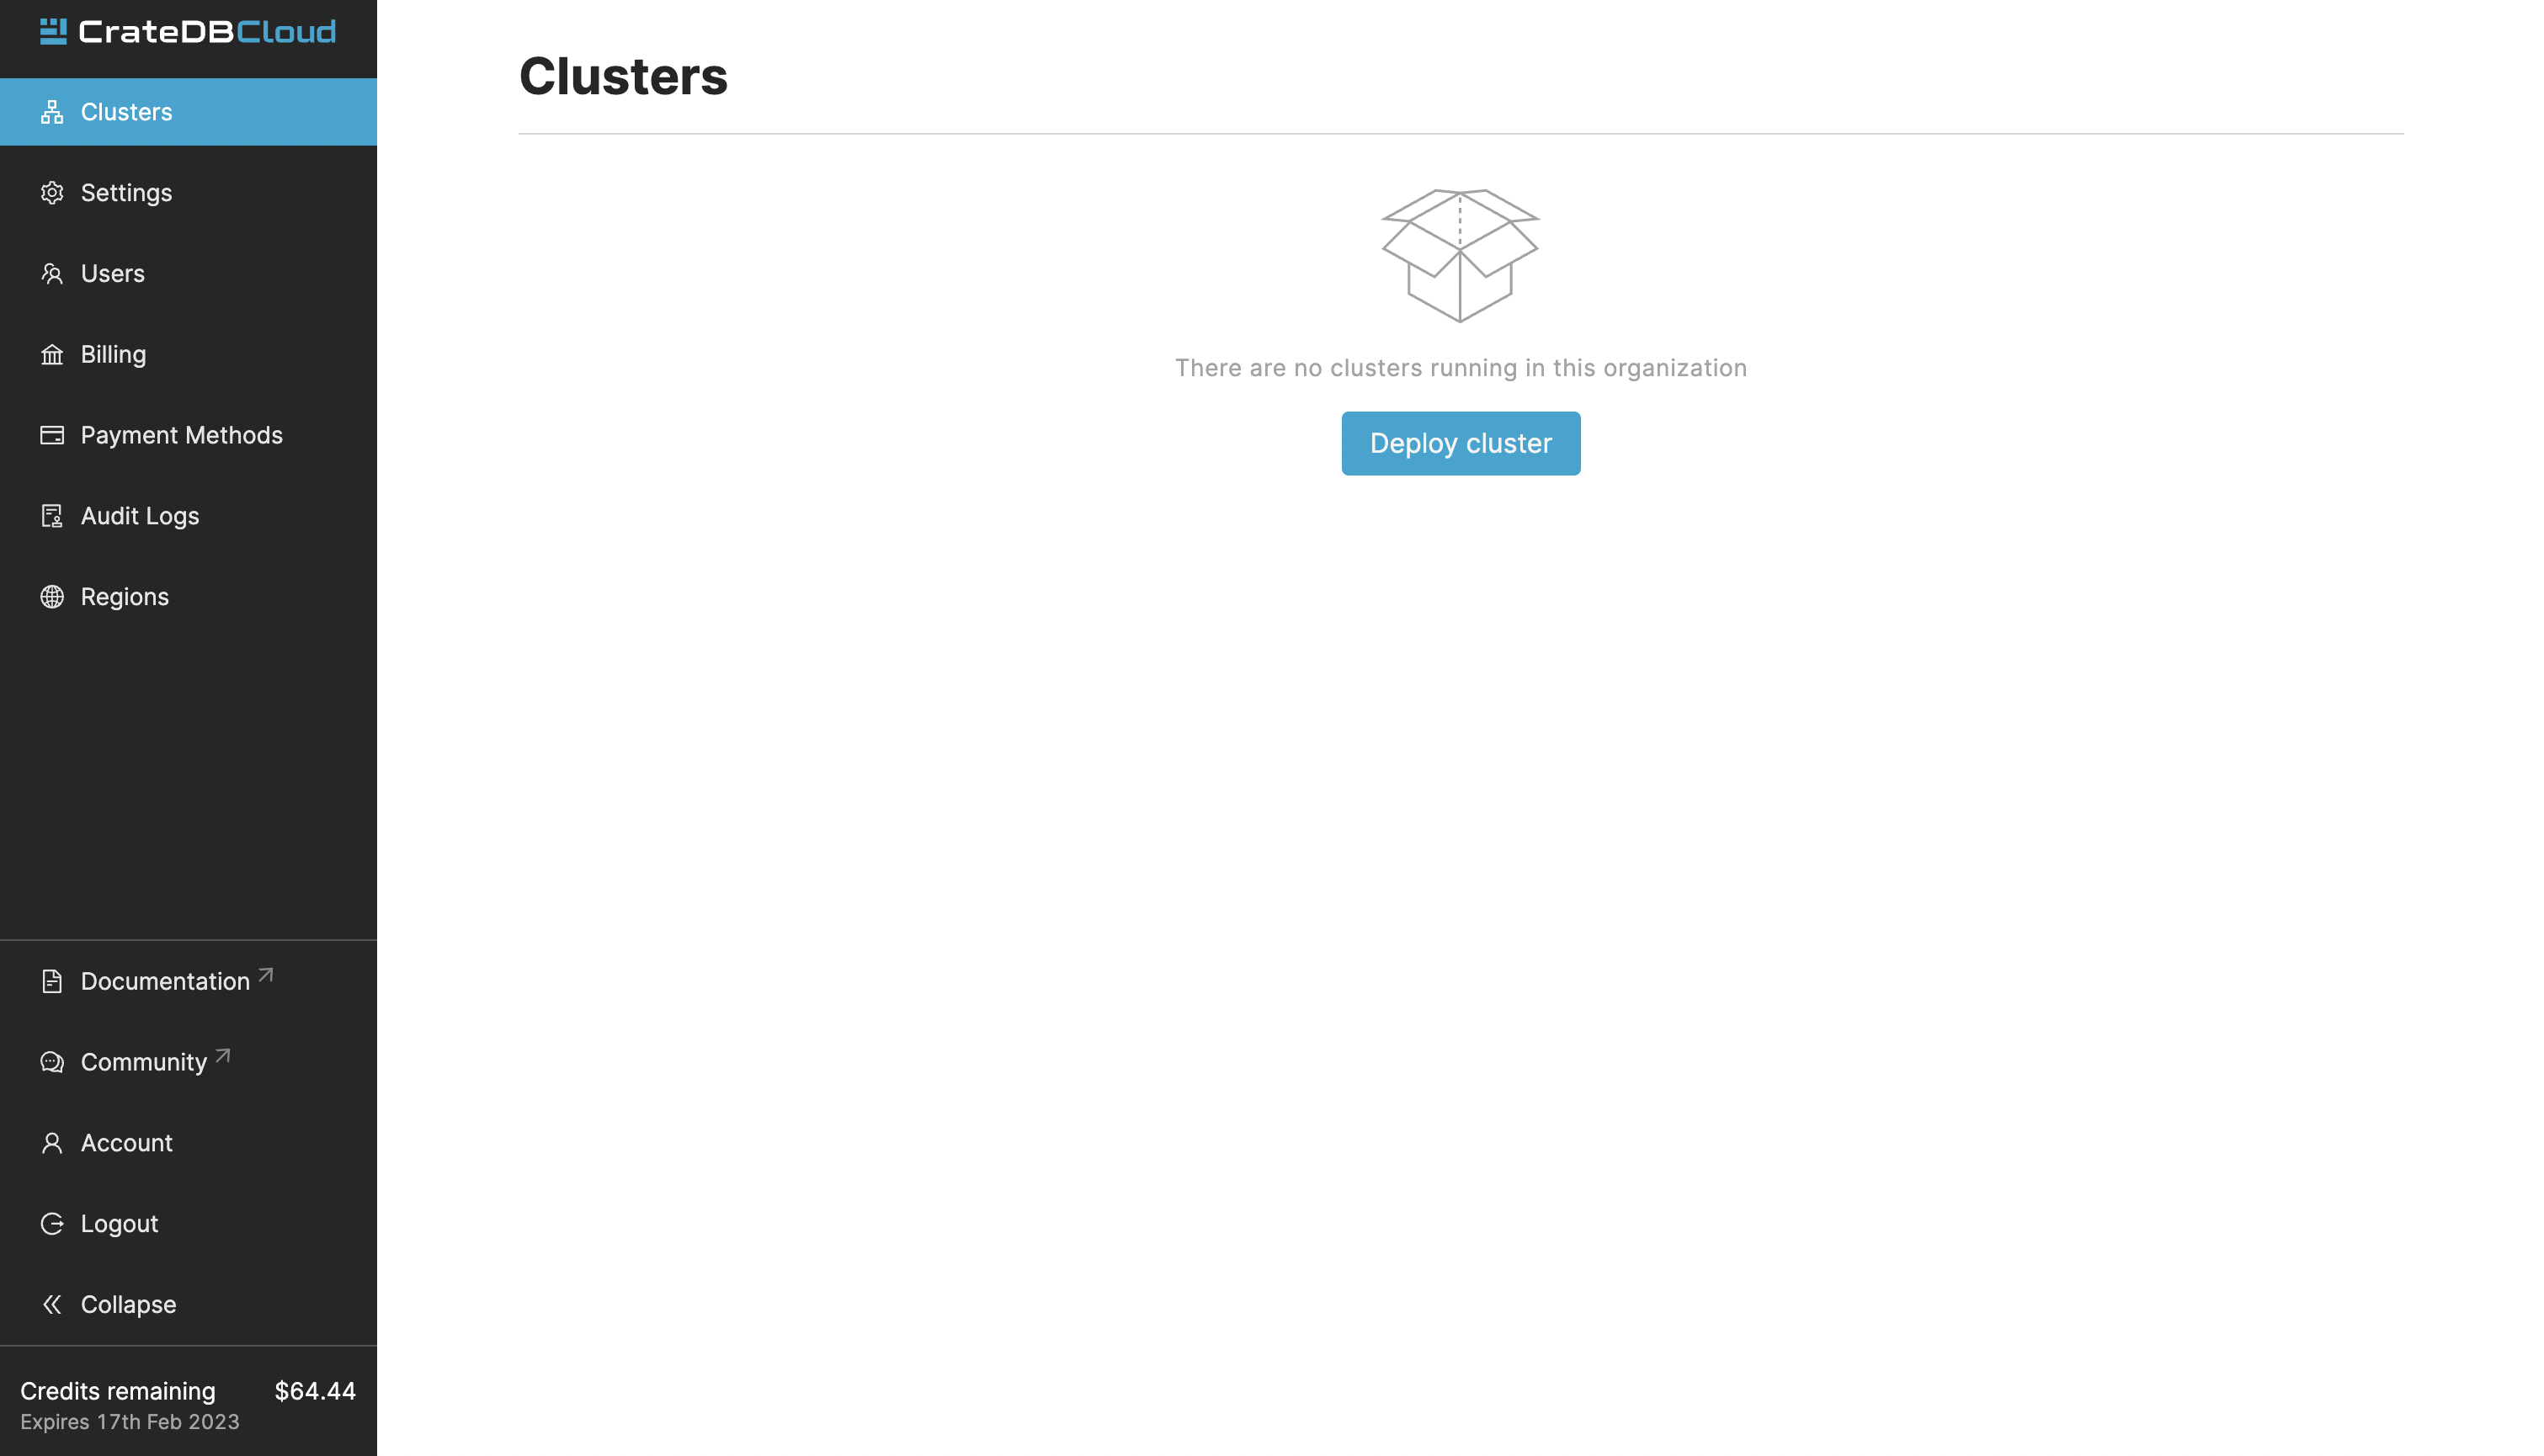 CrateDBCloud
Clusters
Settings
Users
Billing
Payment Methods
Audit Logs
Regions
Documentation
Community
Account
Logout
Collapse
Credits remaining $64.44
Expires 17th Feb 2023
Clusters
There are no clusters running in this organization
Deploy cluster